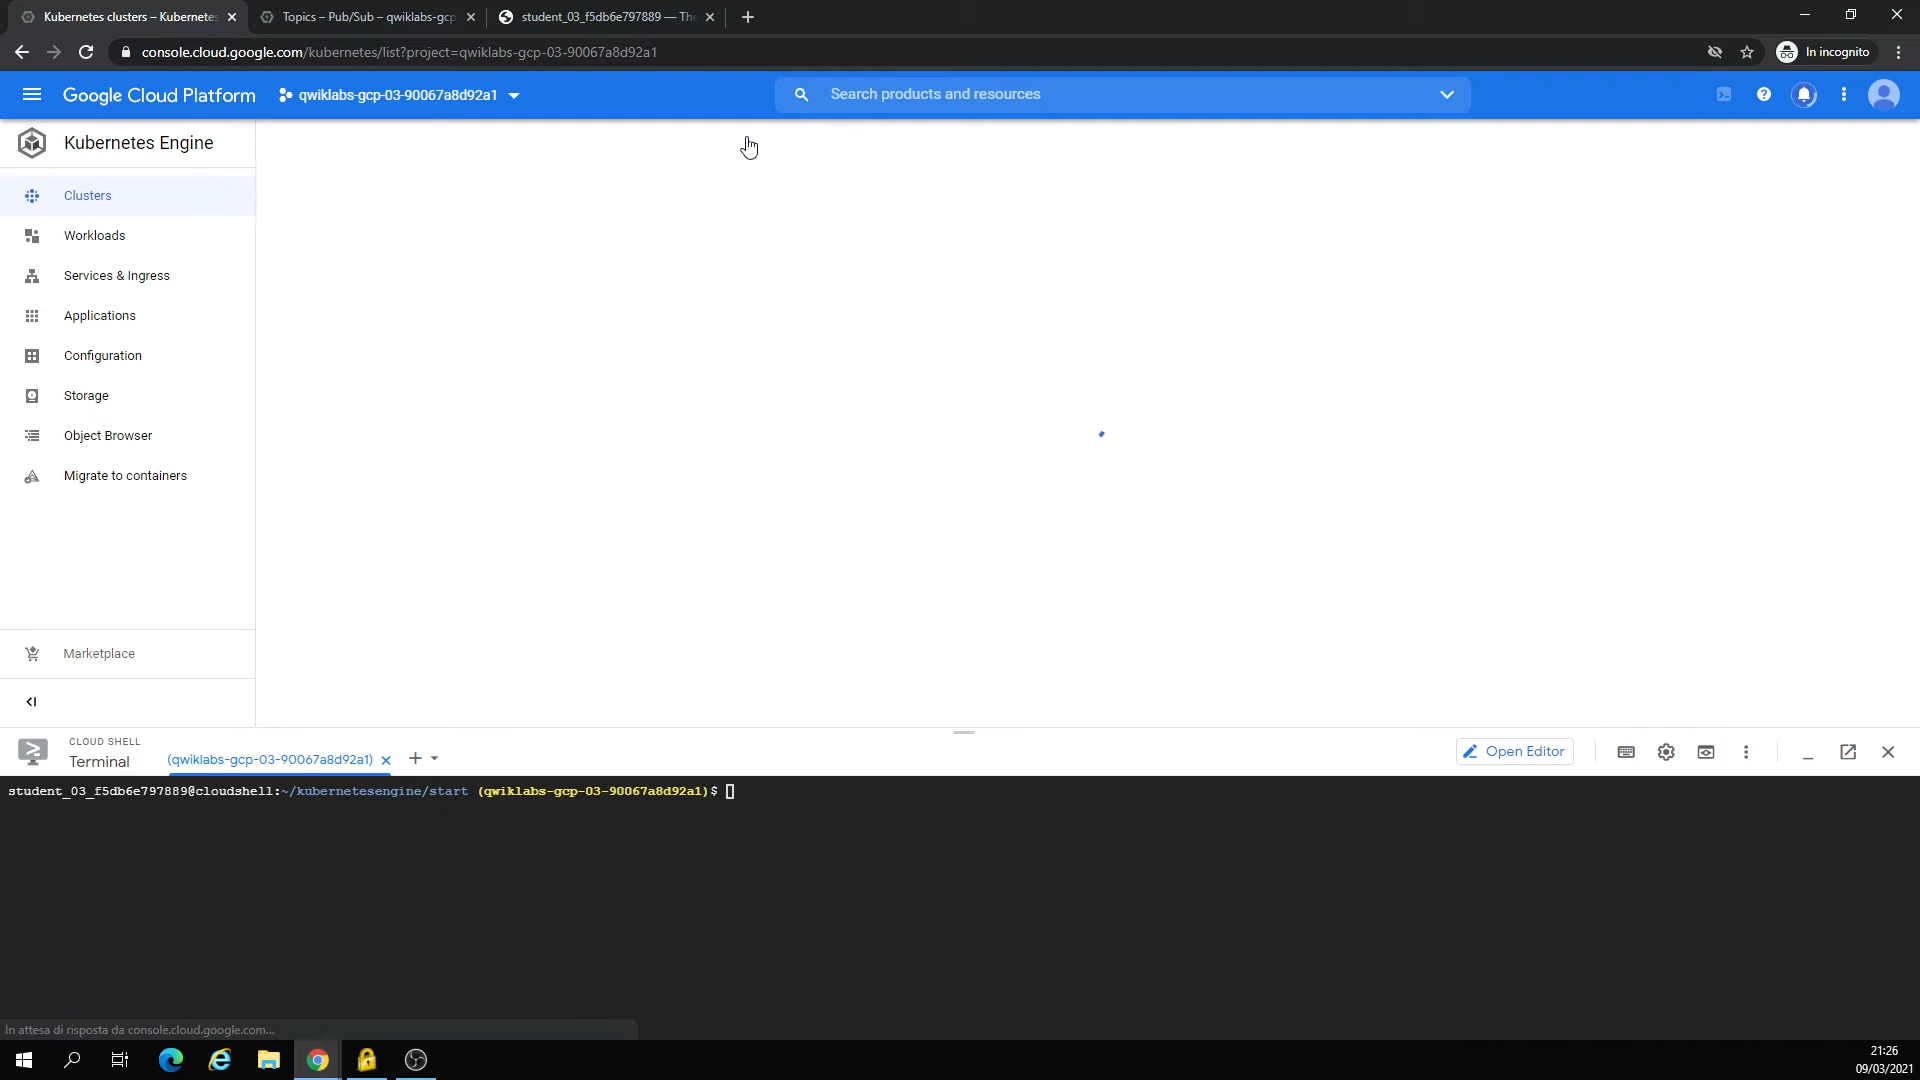 Kubernetes clusters – Kubernetes
Topics – Pub/Sub – qwiklabs-gcp
student_03_f5db6e797889 — The
console.cloud.google.com/kubernetes/list?project=qwiklabs-gcp-03-90067a8d92a1
In incognito
Google Cloud Platform
qwiklabs-gcp-03-90067a8d92a1
Search products and resources
Kubernetes Engine
Clusters
Workloads
Services & Ingress
Applications
Configuration
Storage
Object Browser
Migrate to containers
Marketplace
CLOUD SHELL
Terminal
(qwiklabs-gcp-03-90067a8d92a1)
Open Editor
student_03_f5db6e797889@cloudshell:~/kubernetesengine/start (qwiklabs-gcp-03-90067a8d92a1)$
In attesa di risposta da console.cloud.google.com...
21:26
09/03/2021